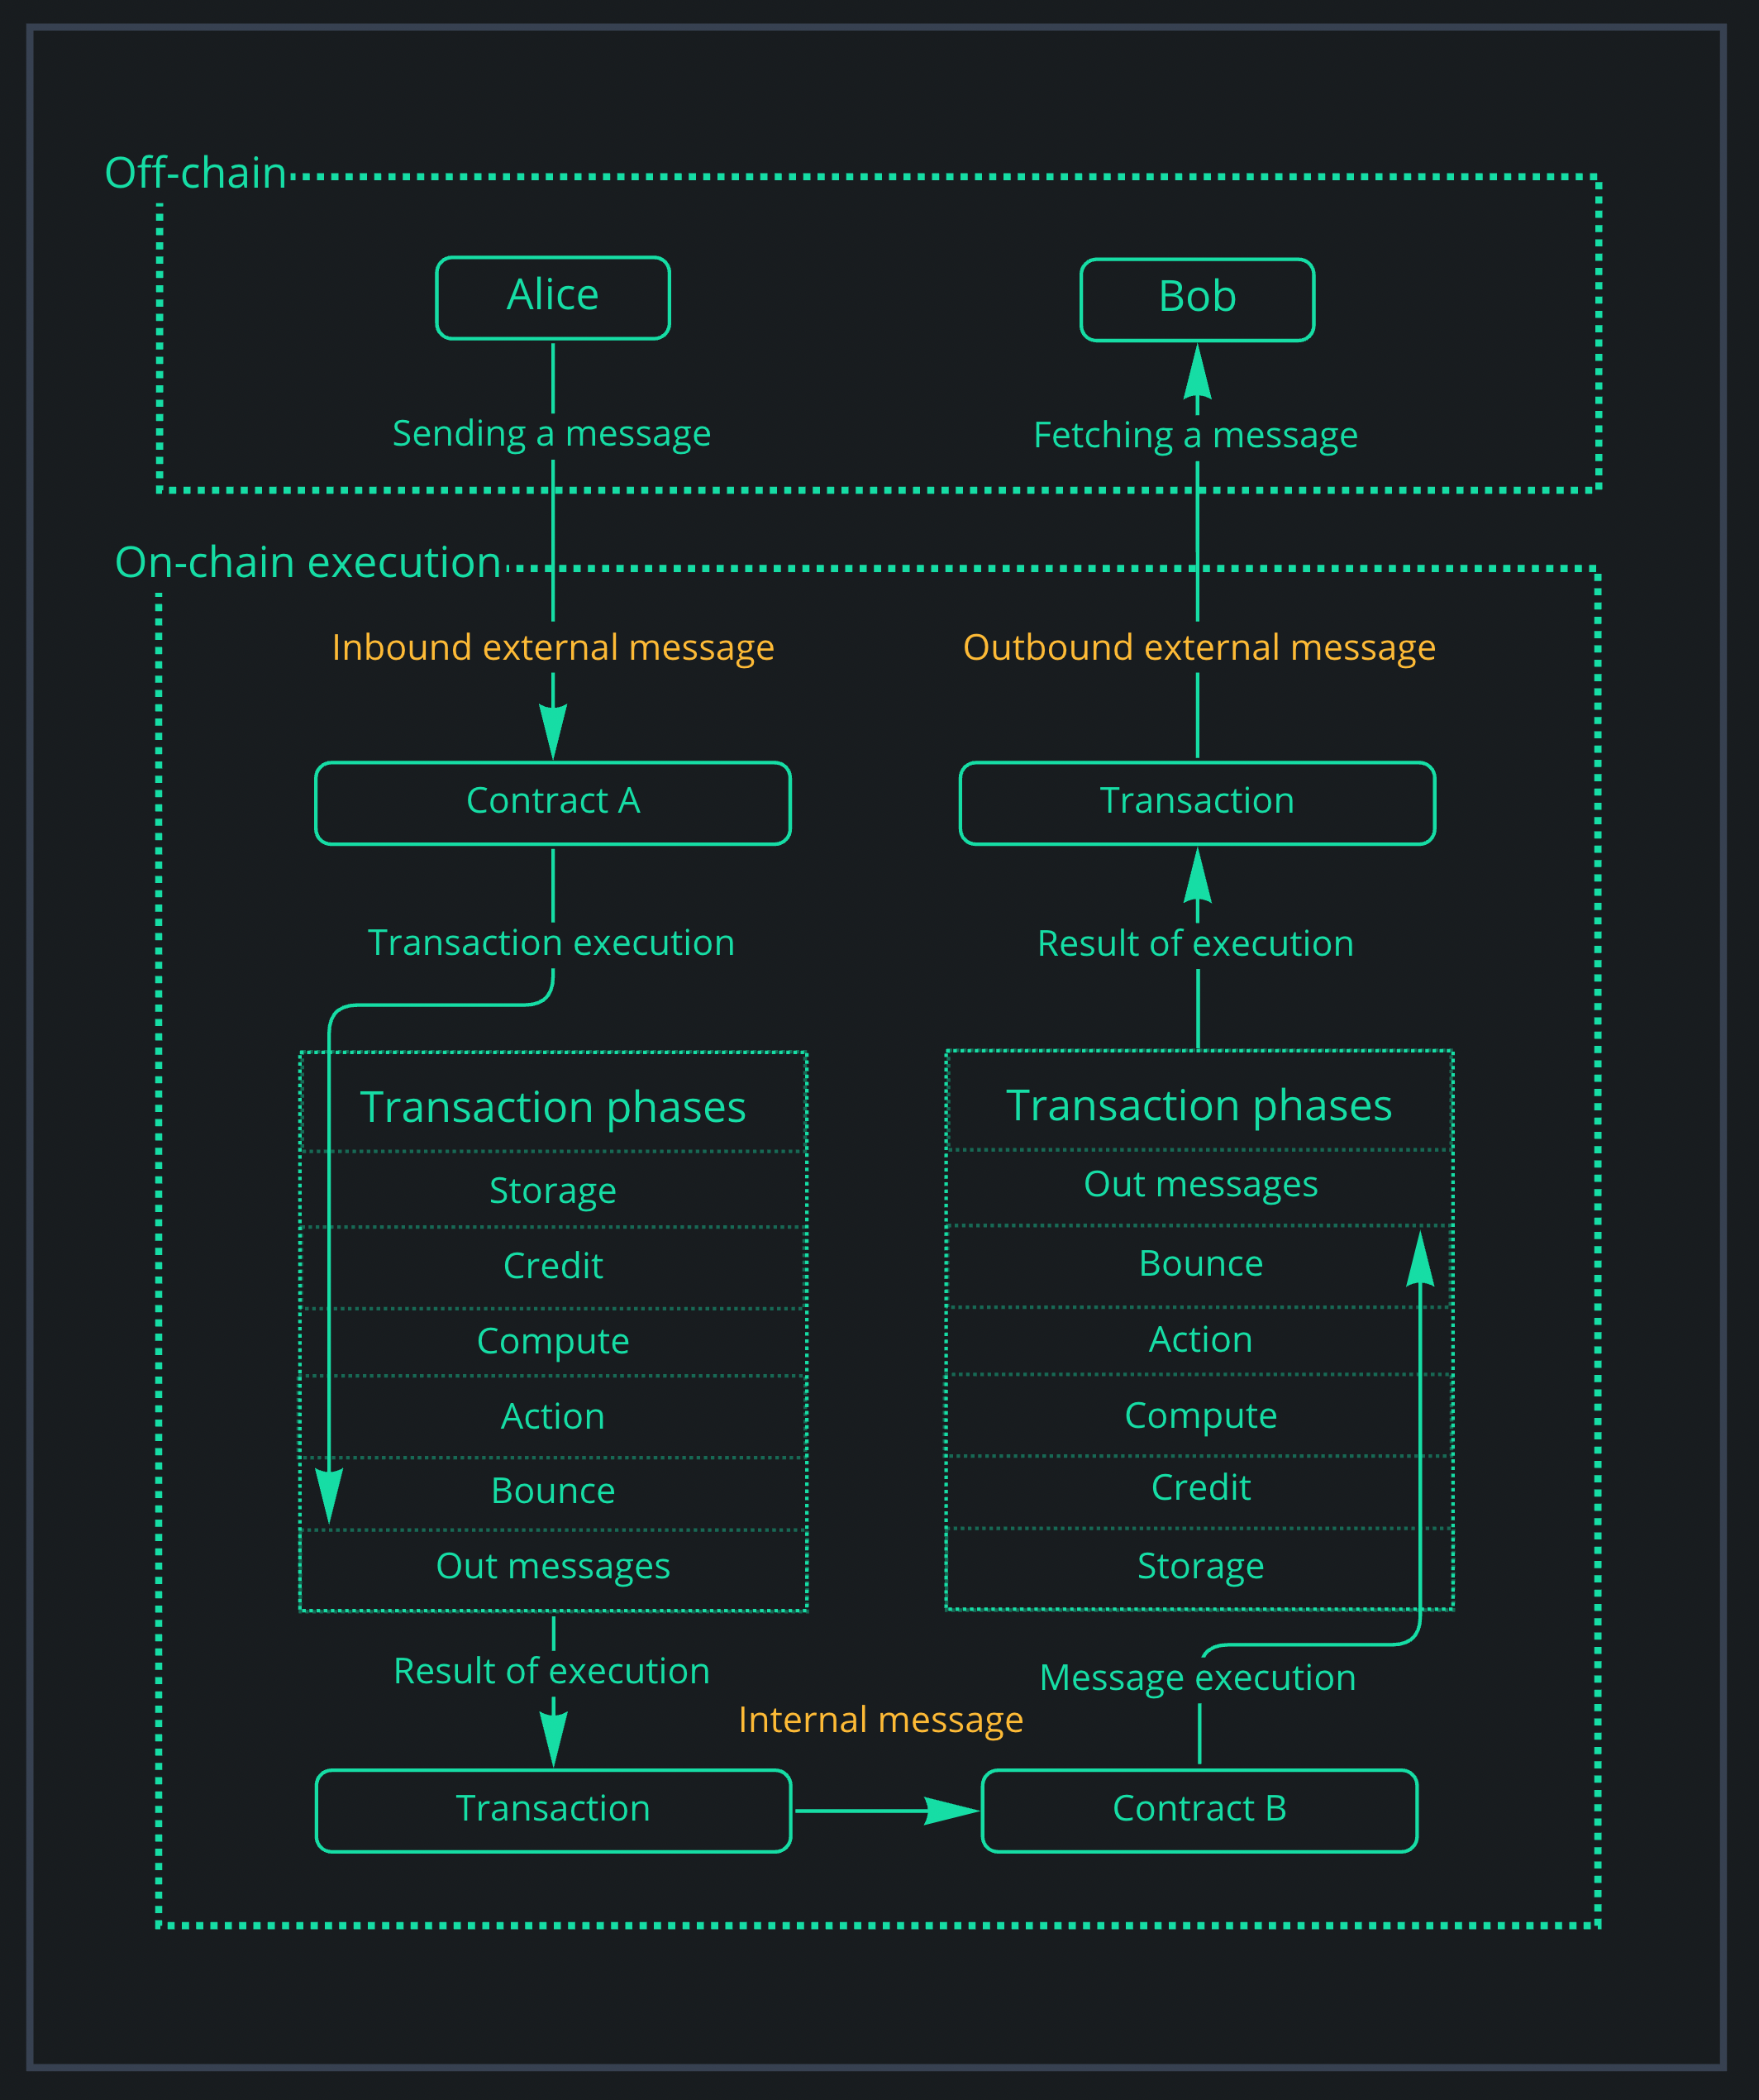 Off-chain
Alice
Bob
Sending a message
Fetching a message
On-chain execution
Inbound external message
Outbound external message
Contract A
Transaction
Transaction execution
Result of execution
Transaction phases
Storage
Credit
Compute
Action
Bounce
Out messages
Transaction phases
Out messages
Bounce
Action
Compute
Credit
Storage
Result of execution
Message execution
Internal message
Transaction
Contract B